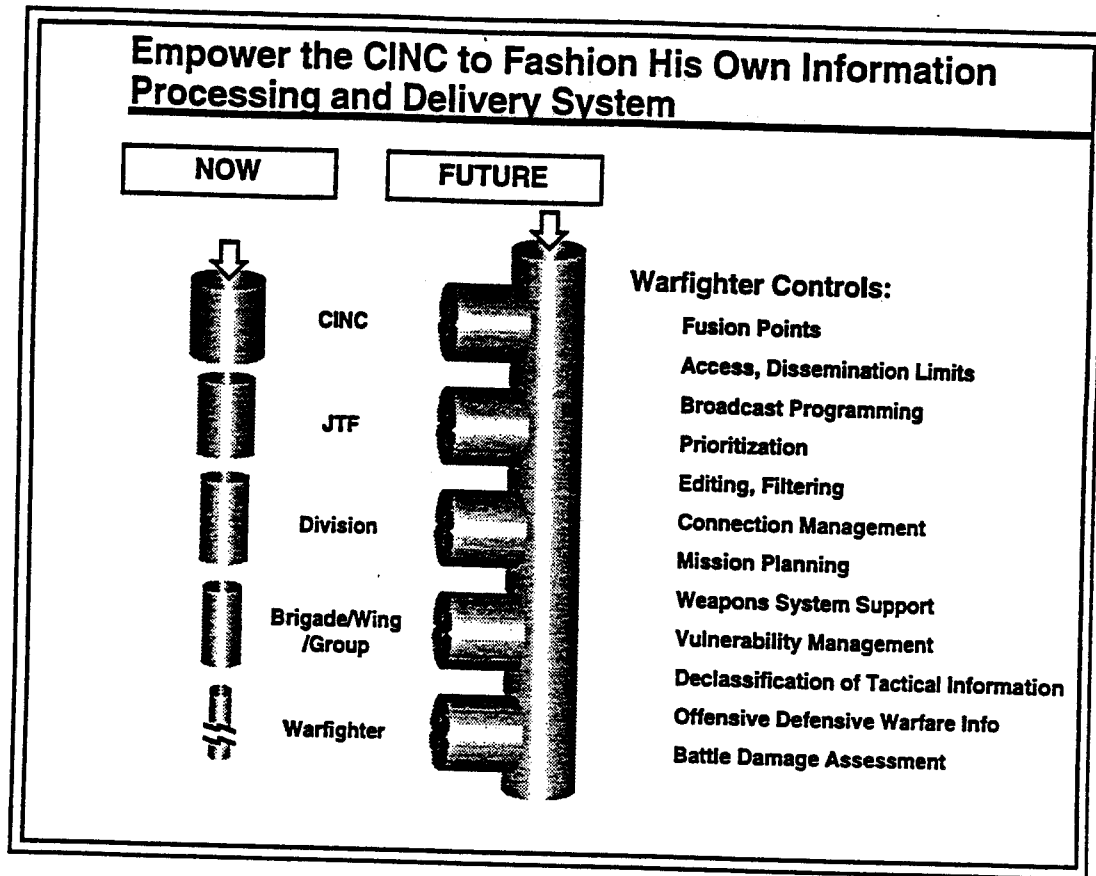 Empower the CINC to Fashion His Own Information
Processing and Delivery System
NOW
FUTURE
CINC
JTF
Division
Brigade/Wing
/Group
Warfighter
Warfighter Controls:
Fusion Points
Access, Dissemination Limits
Broadcast Programming
Prioritization
Editing, Filtering
Connection Management
Mission Planning
Weapons System Support
Vulnerability Management
Declassification of Tactical Information
Offensive Defensive Warfare Info
Battle Damage Assessment